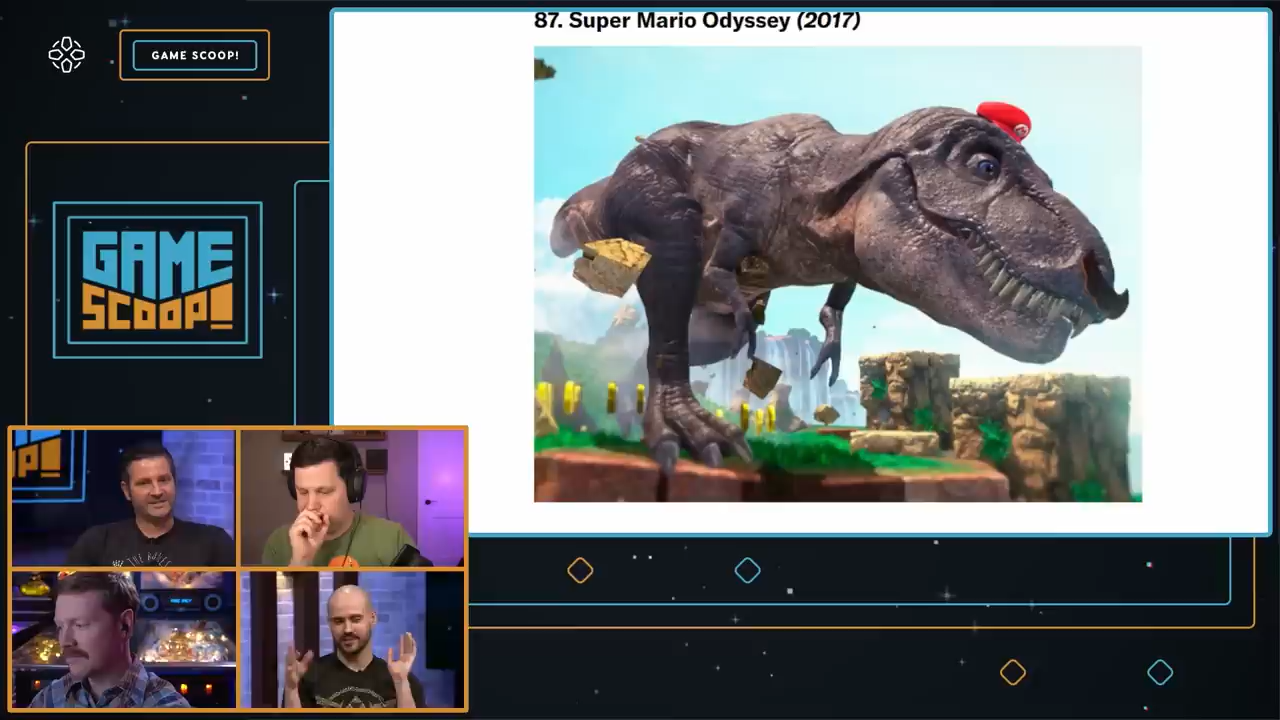 87. Super Mario Odyssey (2017)
GAME SCOOP!
GAME
SCOOP!
P!